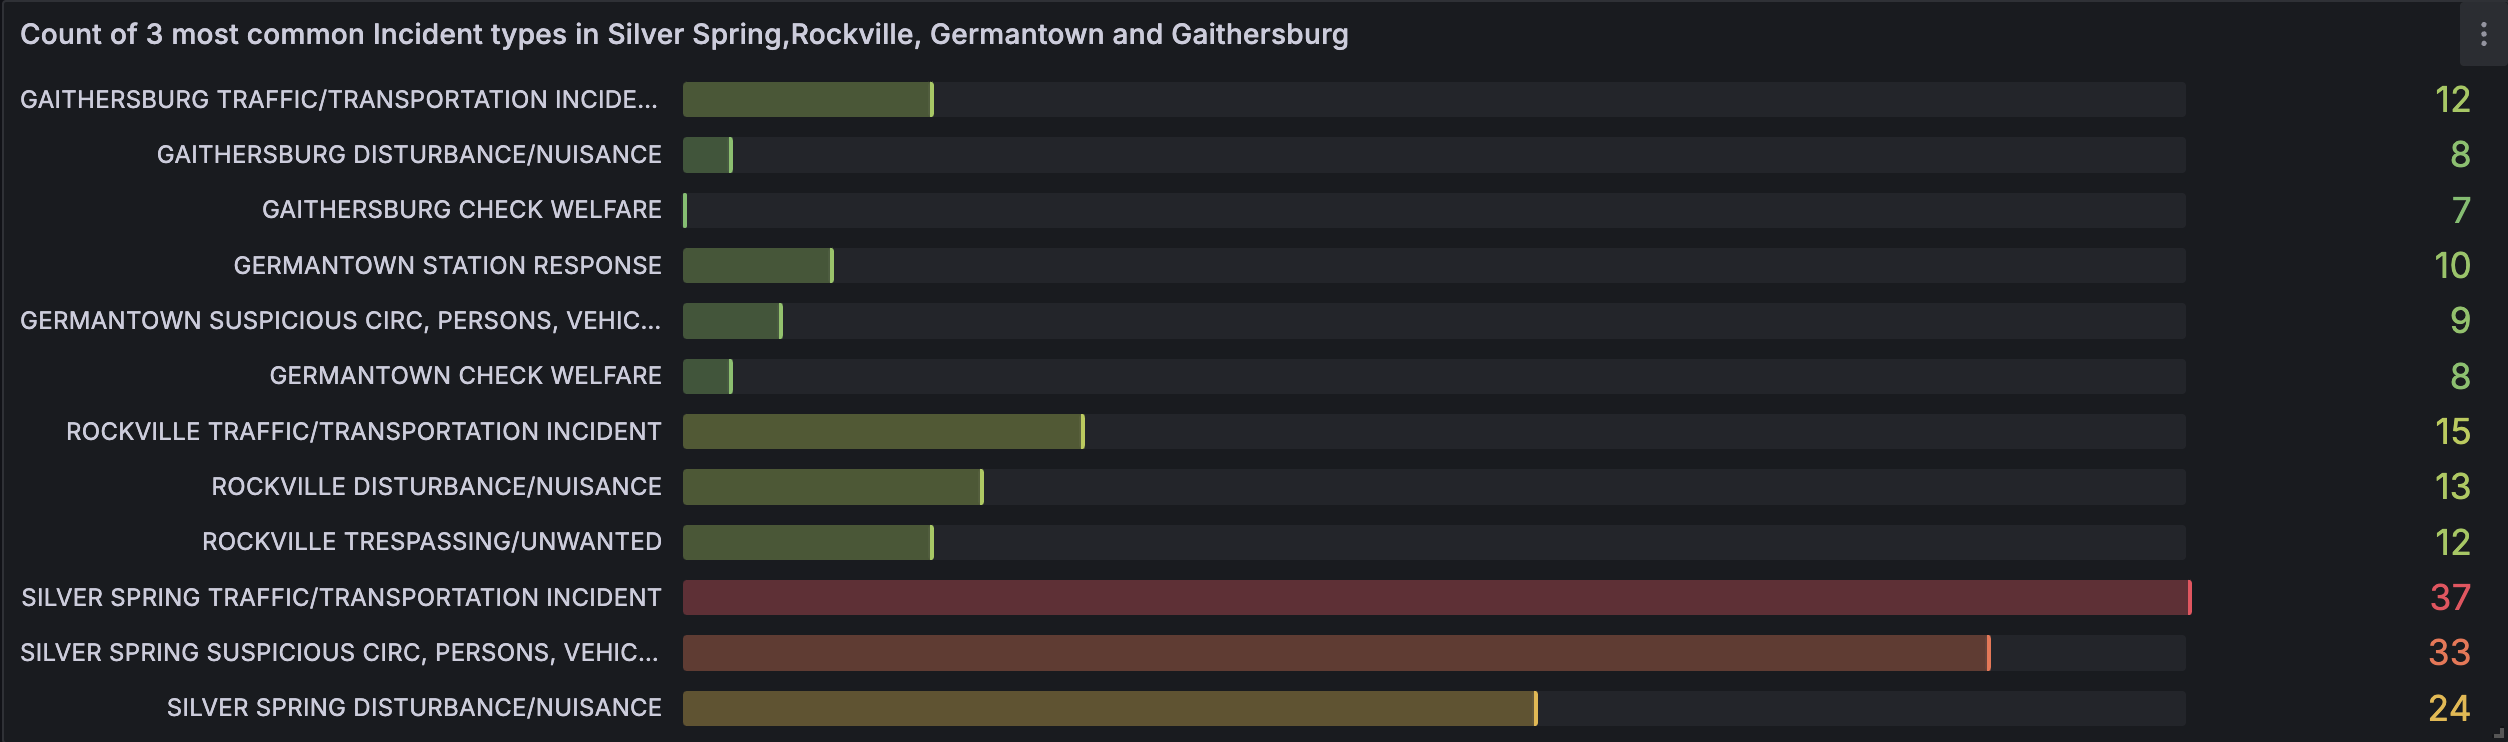 Count of 3 most common Incident types in Silver Spring,Rockville, Germantown and Gaithersburg
GAITHERSBURG TRAFFIC/TRANSPORTATION INCIDE... 12
GAITHERSBURG DISTURBANCE/NUISANCE 8
GAITHERSBURG CHECK WELFARE 7
GERMANTOWN STATION RESPONSE 10
GERMANTOWN SUSPICIOUS CIRC, PERSONS, VEHIC... 9
GERMANTOWN CHECK WELFARE 8
ROCKVILLE TRAFFIC/TRANSPORTATION INCIDENT 15
ROCKVILLE DISTURBANCE/NUISANCE 13
ROCKVILLE TRESPASSING/UNWANTED 12
SILVER SPRING TRAFFIC/TRANSPORTATION INCIDENT 37
SILVER SPRING SUSPICIOUS CIRC, PERSONS, VEHIC... 33
SILVER SPRING DISTURBANCE/NUISANCE 24